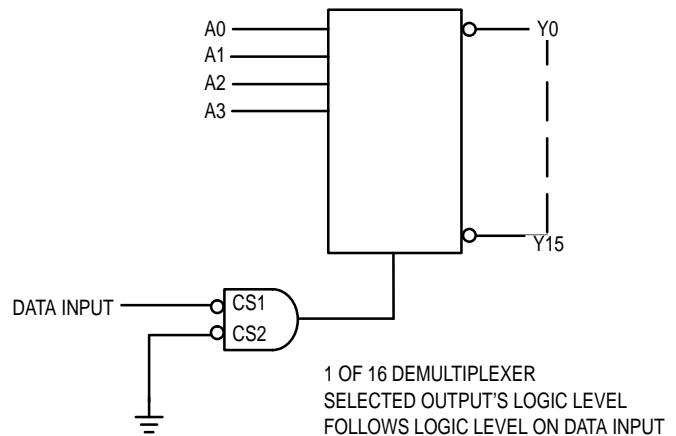 A0
Y0
A1
A2
A3
Y15
CS1
DATA INPUT
CS2
1 OF 16 DEMULTIPLEXER
SELECTED OUTPUT'S LOGIC LEVEL
FOLLOWS LOGIC LEVEL ON DATA INPUT